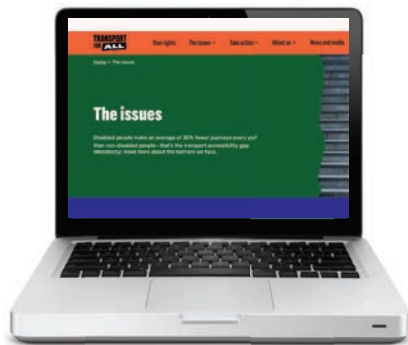 TRANSPORT
FOR ALL
Your rights The issues Take action About us News and media
Home > The issues
The issues
Disabled people make an average of 38% fewer journeys every year
than non-disabled people - that's the transport accessibility gap
read more about the barriers we face.